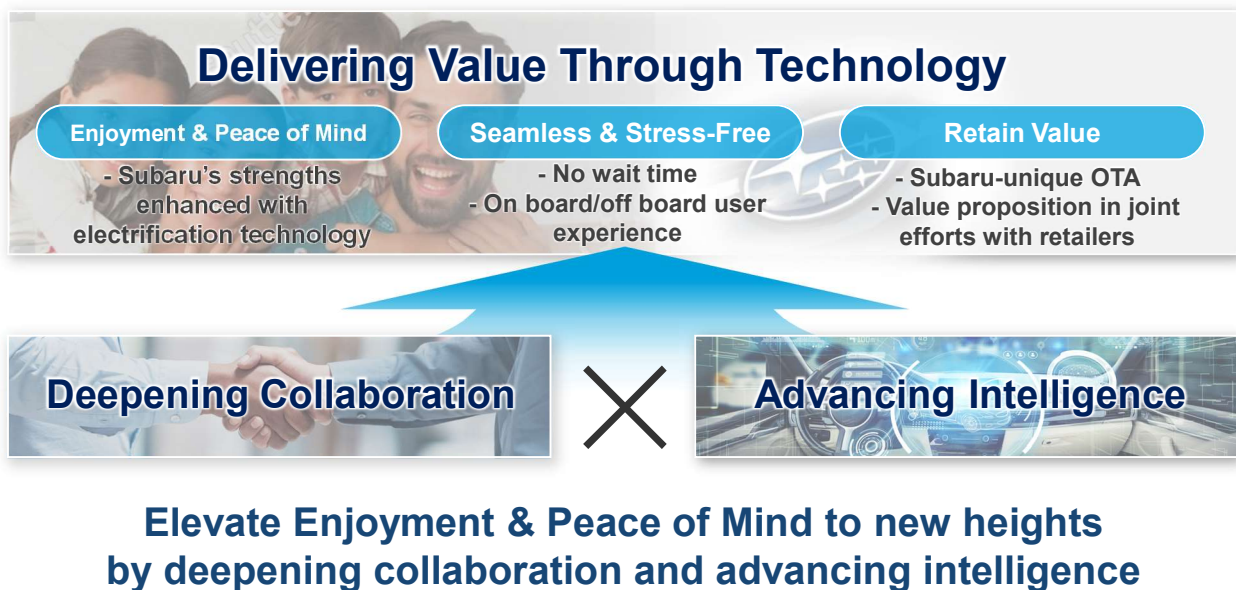 Delivering Value Through Technology
Enjoyment & Peace of Mind
- Subaru's strengths
enhanced with
electrification technology
Seamless & Stress-Free
- No wait time
- On board/off board user
experience
Retain Value
- Subaru-unique OTA
- Value proposition in joint
efforts with retailers
Deepening Collaboration
Advancing Intelligence
Elevate Enjoyment & Peace of Mind to new heights
by deepening collaboration and advancing intelligence